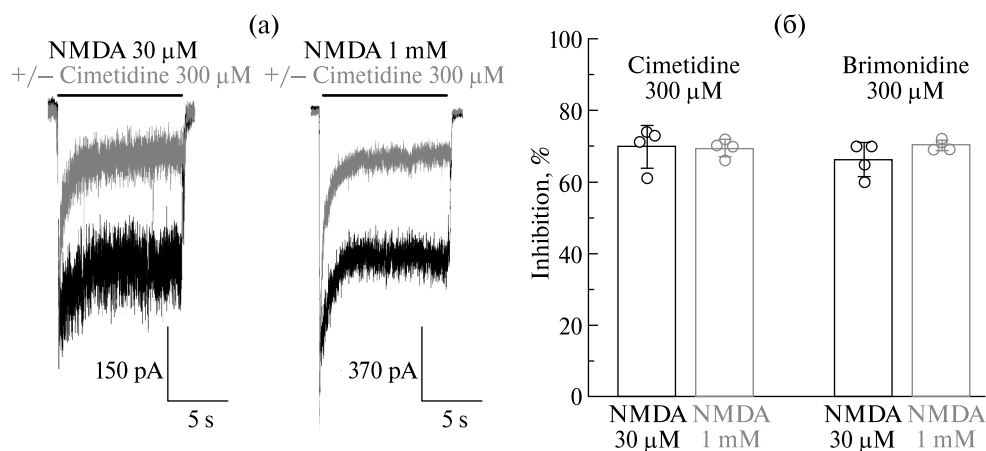 (а)
NMDA 30 μM
+/– Cimetidine 300 μM
150 pA
5 s
NMDA 1 mM
+/– Cimetidine 300 μM
370 pA
5 s
(б)
Inhibition, %
100
80
60
40
20
0
Cimetidine
300 μM
Brimonidine
300 μM
NMDA
30 μM
NMDA
1 mM
NMDA
30 μM
NMDA
1 mM